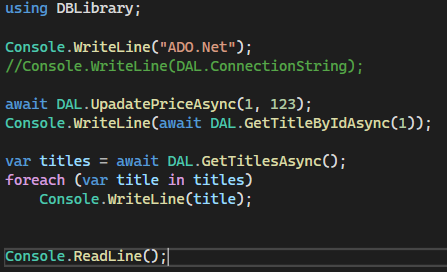 using DBLibrary;
Console.WriteLine("ADO.Net");
//Console.WriteLine(DAL.ConnectionString);
await DAL.UpadatePriceAsync(1, 123);
Console.WriteLine(await DAL.GetTitleByIdAsync(1));
var titles = await DAL.GetTitlesAsync();
foreach (var title in titles)
    Console.WriteLine(title);
Console.ReadLine();